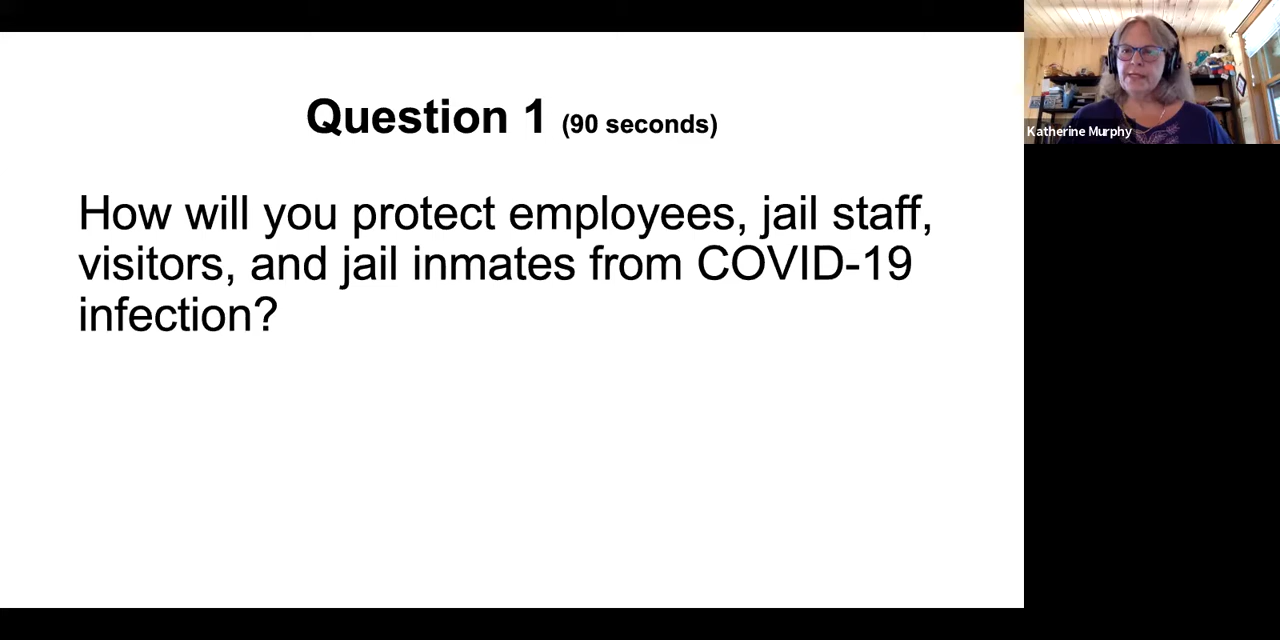 Question 1 (90 seconds)
How will you protect employees, jail staff,
visitors, and jail inmates from COVID-19
infection?
Katherine Murphy